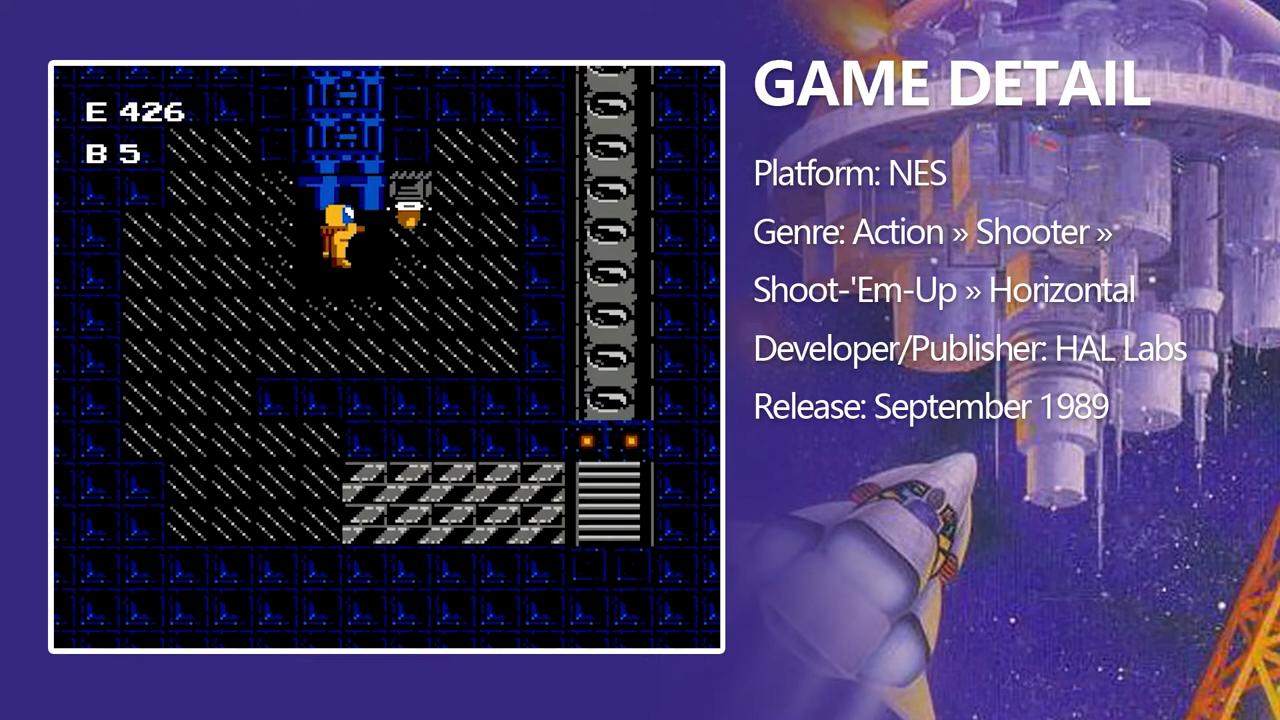 E 426
B 5
GAME DETAIL
Platform: NES
Genre: Action » Shooter »
Shoot-'Em-Up » Horizontal
Developer/Publisher: HAL Labs
Release: September 1989